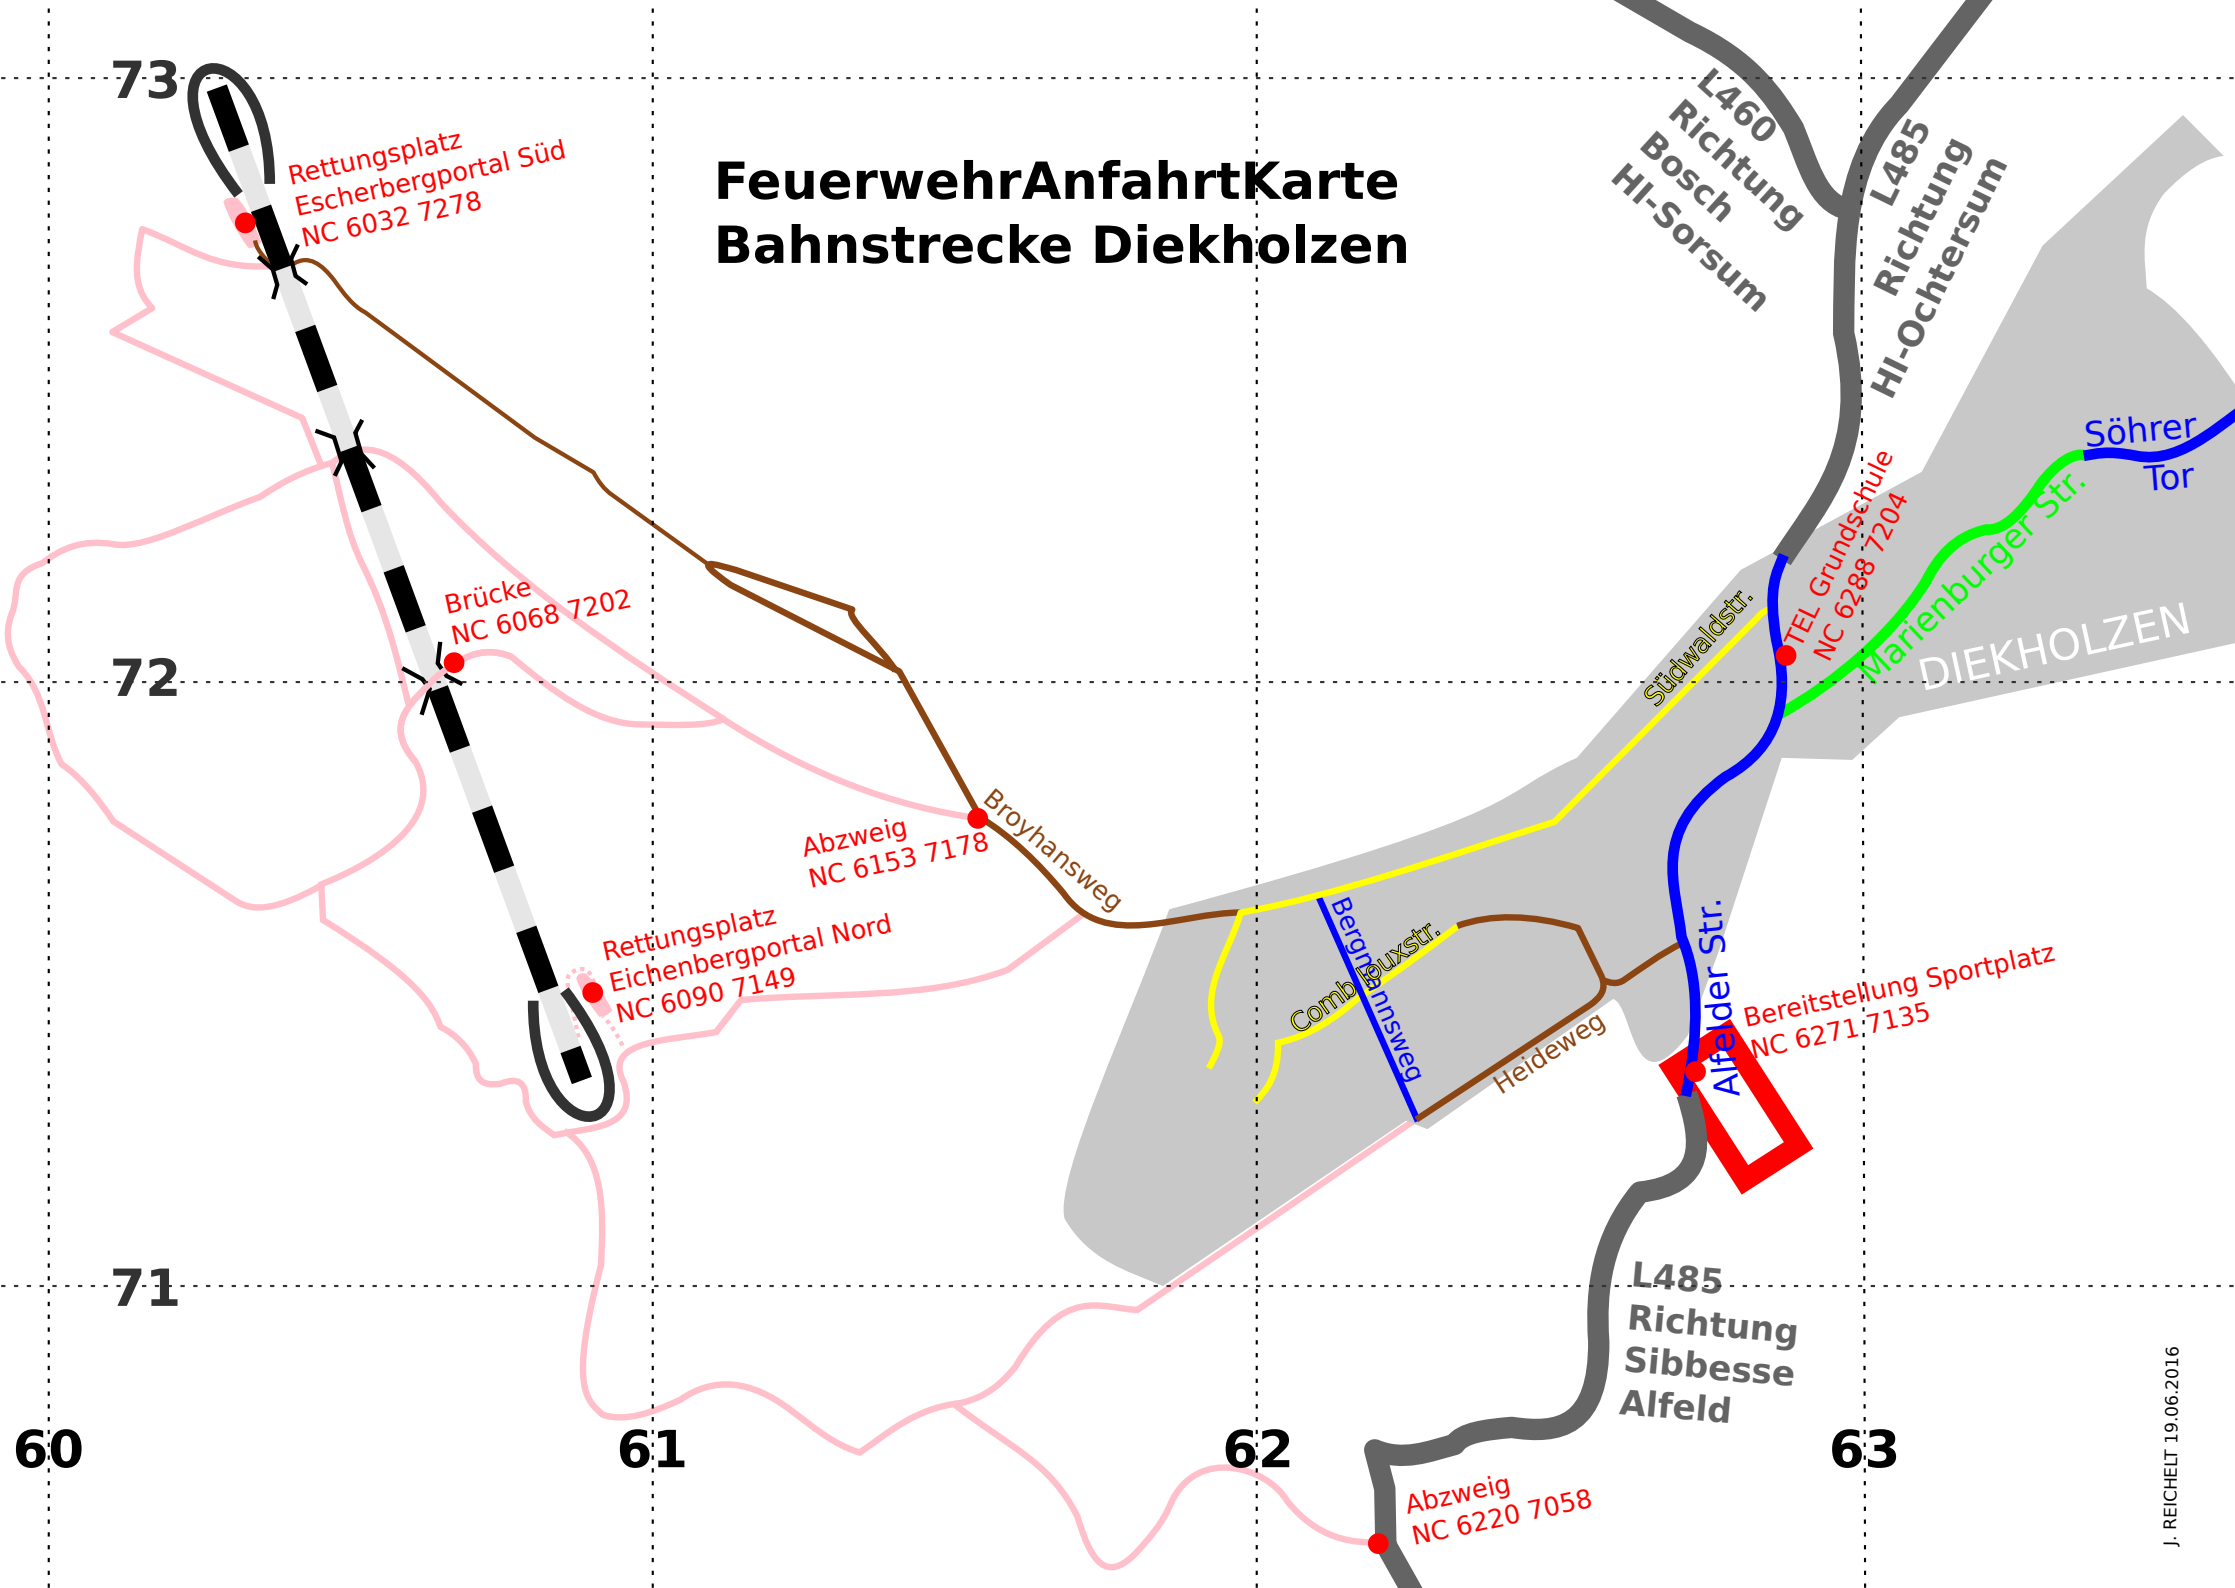 73
Rettungsplatz
Escherbergportal Süd
NC 6032 7278
FeuerwehrAnfahrtKarte
Bahnstrecke Diekholzen
L460
Richtung
Bosch
HI-Sorsum
L485
Richtung
HI-Ochtersum
Söhrer
Tor
Marienburger Str.
TEL Grundschule
NC 6288 7204
DIEKHOLZEN
Südwaldstr.
Brücke
NC 6068 7202
72
Abzweig
NC 6153 7178
Broyhansweg
Rettungsplatz
Eichenbergportal Nord
NC 6090 7149
Bergmannsweg
Comblouxstr.
Heideweg
Alfelder Str.
Bereitstellung Sportplatz
NC 6271 7135
71
L485
Richtung
Sibbesse
Alfeld
60
61
62
63
Abzweig
NC 6220 7058
J. REICHELT 19.06.2016